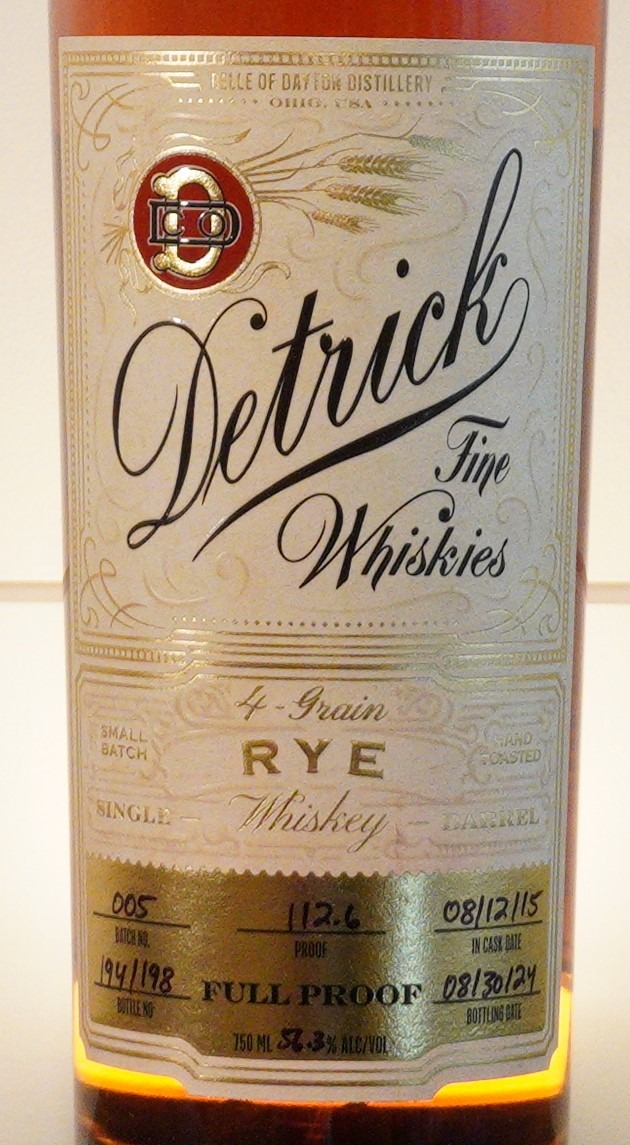 BELLE OF DAYTON DISTILLERY
OHIO, USA
D
CO
Detrick
Fine
Whiskies
4-Grain
SMALL
BATCH
RYE
HAND
TOASTED
SINGLE — Whiskey — BARREL
005 112.6 08/12/15
BATCH NO. PROOF IN CASK DATE
194/198 FULL PROOF 08/30/24
BOTTLE NO BOTTLING DATE
750 ML 56.3% ALC/VOL